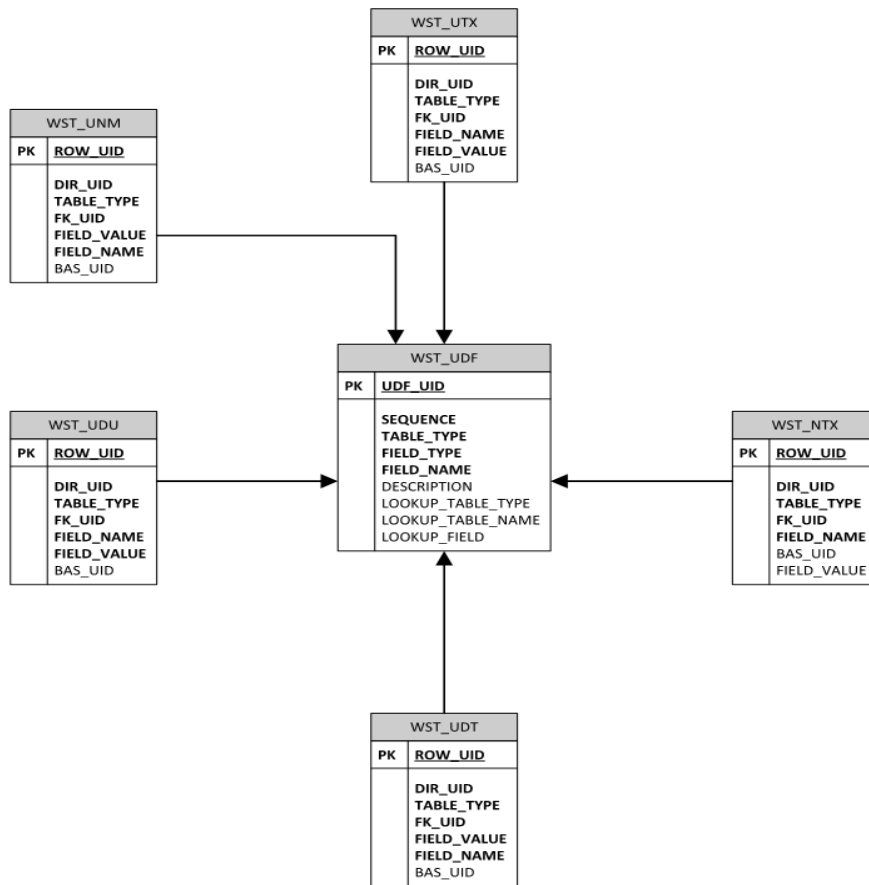 WST_UTX
PK ROW_UID
DIR_UID
TABLE_TYPE
FK_UID
FIELD_NAME
FIELD_VALUE
BAS_UID
WST_UNM
PK ROW_UID
DIR_UID
TABLE_TYPE
FK_UID
FIELD_VALUE
FIELD_NAME
BAS_UID
WST_UDF
PK UDF_UID
SEQUENCE
TABLE_TYPE
FIELD_TYPE
FIELD_NAME
DESCRIPTION
LOOKUP_TABLE_TYPE
LOOKUP_TABLE_NAME
LOOKUP_FIELD
WST_UDU
PK ROW_UID
DIR_UID
TABLE_TYPE
FK_UID
FIELD_NAME
FIELD_VALUE
BAS_UID
WST_NTX
PK ROW_UID
DIR_UID
TABLE_TYPE
FK_UID
FIELD_NAME
BAS_UID
FIELD_VALUE
WST_UDT
PK ROW_UID
DIR_UID
TABLE_TYPE
FK_UID
FIELD_VALUE
FIELD_NAME
BAS_UID